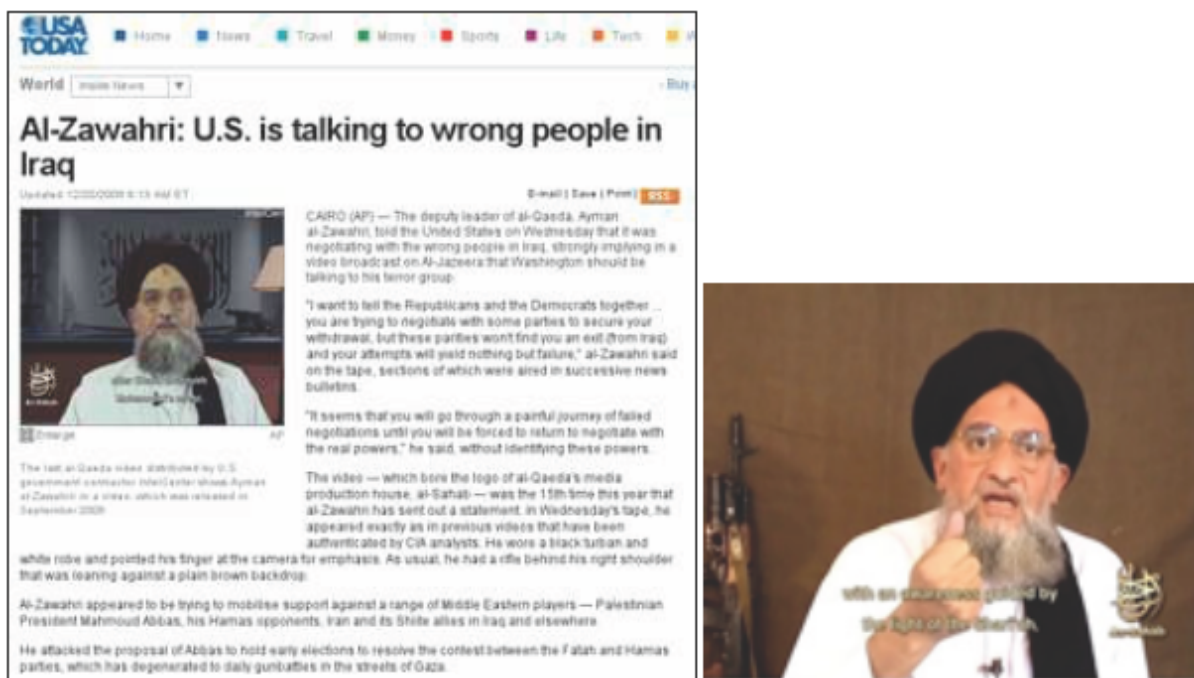 USA
TODAY
Home News Travel Money Sports Life Tech
World Inside News Buy
Al-Zawahri: U.S. is talking to wrong people in
Iraq
E-mail | Save | Print | RSS
CAIRO (AP) — The deputy leader of al-Qaeda, Ayman
al-Zawahri, told the United States on Wednesday that it was
negotiating with the wrong people in Iraq, strongly implying in a
video broadcast on Al-Jazeera that Washington should be
talking to his terror group.
"I want to tell the Republicans and the Democrats together ...
you are trying to negotiate with some parties to secure your
withdrawal, but these parties won't find you an exit (from Iraq)
and your attempts will yield nothing but failure," al-Zawahri said
on the tape, sections of which were aired in successive news
bulletins.
"It seems that you will go through a painful journey of failed
negotiations until you will be forced to return to negotiate with
the real powers," he said, without identifying these powers.
The video — which bore the logo of al-Qaeda's media
production house, al-Sahab — was the 15th time this year that
al-Zawahri has sent out a statement. In Wednesday's tape, he
appeared exactly as in previous videos that have been
authenticated by CIA analysts. He wore a black turban and
white robe and pointed his finger at the camera for emphasis. As usual, he had a rifle behind his right shoulder
that was leaning against a plain brown backdrop.
Al-Zawahri appeared to be trying to mobilise support against a range of Middle Eastern players — Palestinian
President Mahmoud Abbas, his Hamas opponents, Iran and its Shiite allies in Iraq and elsewhere
He attacked the proposal of Abbas to hold early elections to resolve the contest between the Fatah and Hamas
parties, which has degenerated to daily gunbattles in the streets of Gaza.
Enlarge AP
The last al-Qaeda video distributed by U.S.
government contractor IntelCenter shows Ayman
al-Zawahri in a video, which was released in
September
with an awareness guided by
the light of the Shari'ah,